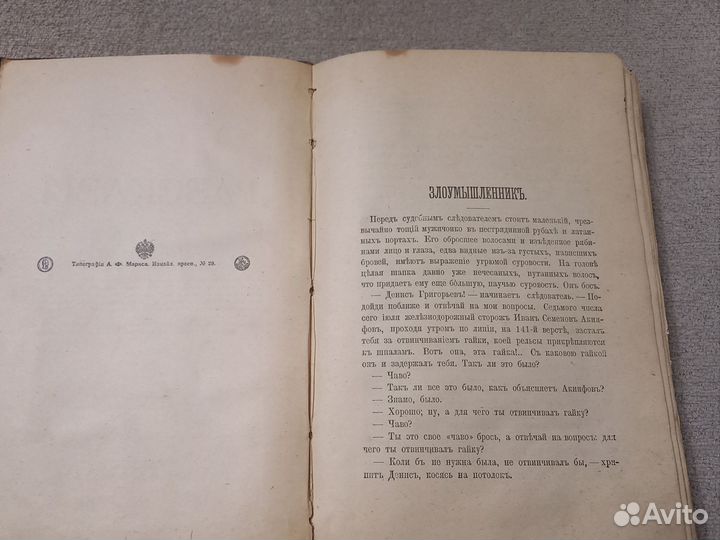 Типографія А. Ф. Маркса. Измайл. просп., № 29.
ЗЛОУМЫШЛЕННИКЪ.
Передъ судебнымъ слѣдователемъ стоитъ маленькій, чрез-
вычайно тощій мужичонко въ пестрядинной рубахѣ и латан-
ныхъ портахъ. Его обросшее волосами и изъѣденное ряби-
нами лицо и глаза, едва видные изъ-за густыхъ, нависшихъ
бровей, имѣютъ выраженіе угрюмой суровости. На головѣ
цѣлая шапка давно уже нечесаныхъ, путанныхъ волосъ,
что придаетъ ему еще бо́льшую, паучью суровость. Онъ босъ.
— Денисъ Григорьевъ! — начинаетъ слѣдователь. — По-
дойди поближе и отвѣчай на мои вопросы. Седьмого числа
сего іюля желѣзнодорожный сторожъ Иванъ Семеновъ Акин-
фовъ, проходя утромъ по линіи, на 141-й верстѣ, засталъ
тебя за отвинчиваніемъ гайки, коей рельсы прикрѣпляются
къ шпаламъ. Вотъ она, эта гайка!.. Съ каковою гайкой
онъ и задержалъ тебя. Такъ ли это было?
— Чаво?
— Такъ ли все это было, какъ объясняетъ Акинфовъ?
— Знамо, было.
— Хорошо; ну, а для чего ты отвинчивалъ гайку?
— Чаво?
— Ты это свое «чаво» брось, а отвѣчай на вопросъ: для
чего ты отвинчивалъ гайку?
— Коли бъ не нужна была, не отвинчивалъ бы, — хри-
питъ Денисъ, косясь на потолокъ.
Avito